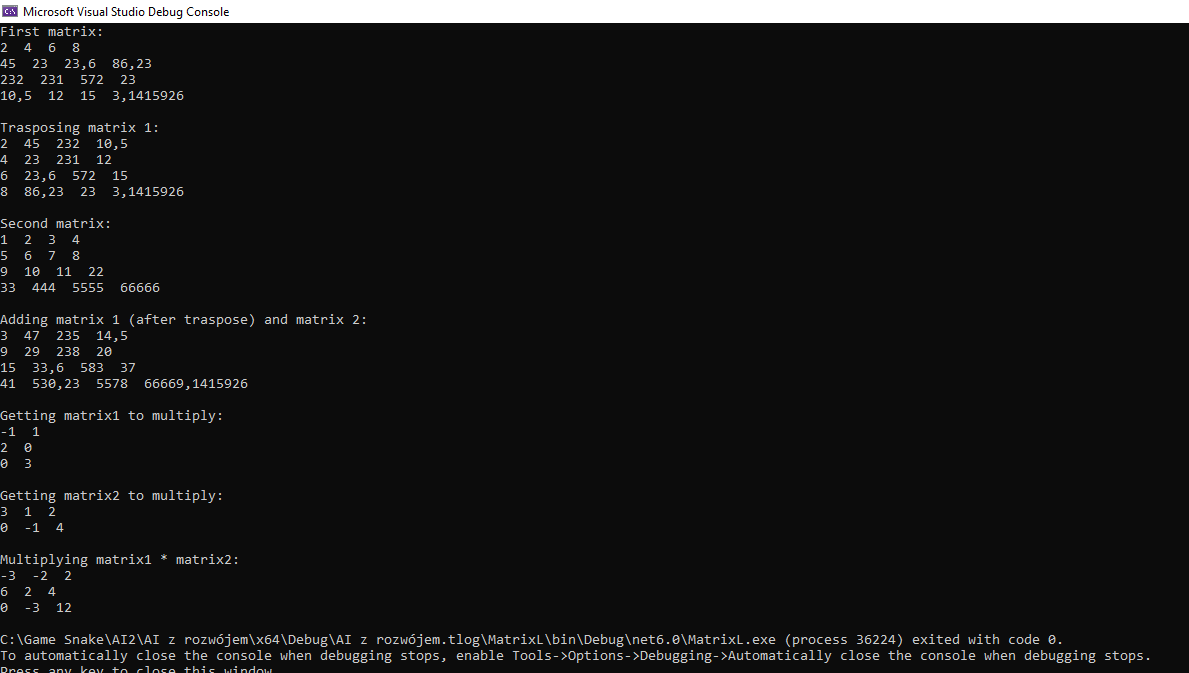 Microsoft Visual Studio Debug Console
First matrix:
2  4  6  8
45  23  23,6  86,23
232  231  572  23
10,5  12  15  3,1415926
Trasposing matrix 1:
2  45  232  10,5
4  23  231  12
6  23,6  572  15
8  86,23  23  3,1415926
Second matrix:
1  2  3  4
5  6  7  8
9  10  11  22
33  444  5555  66666
Adding matrix 1 (after traspose) and matrix 2:
3  47  235  14,5
9  29  238  20
15  33,6  583  37
41  530,23  5578  66669,1415926
Getting matrix1 to multiply:
-1  1
2  0
0  3
Getting matrix2 to multiply:
3  1  2
0  -1  4
Multiplying matrix1 * matrix2:
-3  -2  2
6  2  4
0  -3  12
C:\Game Snake\AI2\AI z rozwójem\x64\Debug\AI z rozwójem.tlog\MatrixL\bin\Debug\net6.0\MatrixL.exe (process 36224) exited with code 0.
To automatically close the console when debugging stops, enable Tools->Options->Debugging->Automatically close the console when debugging stops.
Press any key to close this window